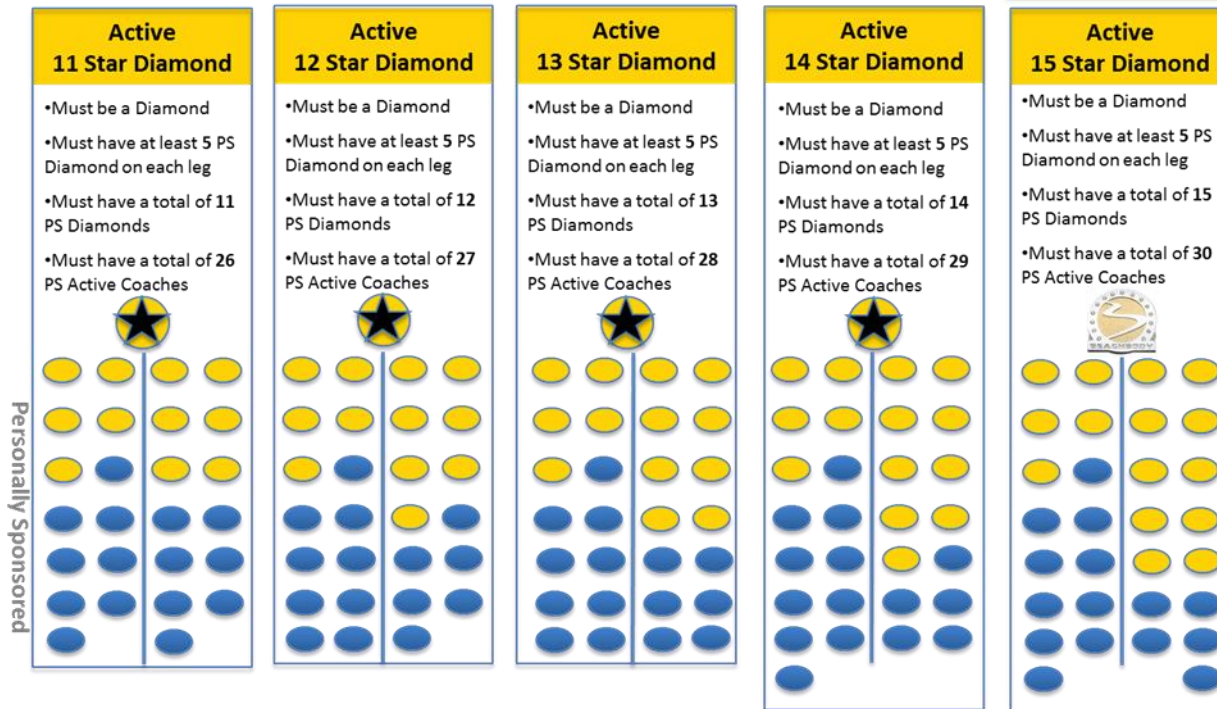 Active
11 Star Diamond
•Must be a Diamond
•Must have at least 5 PS
Diamond on each leg
•Must have a total of 11
PS Diamonds
•Must have a total of 26
PS Active Coaches
Active
12 Star Diamond
•Must be a Diamond
•Must have at least 5 PS
Diamond on each leg
•Must have a total of 12
PS Diamonds
•Must have a total of 27
PS Active Coaches
Active
13 Star Diamond
•Must be a Diamond
•Must have at least 5 PS
Diamond on each leg
•Must have a total of 13
PS Diamonds
•Must have a total of 28
PS Active Coaches
Active
14 Star Diamond
•Must be a Diamond
•Must have at least 5 PS
Diamond on each leg
•Must have a total of 14
PS Diamonds
•Must have a total of 29
PS Active Coaches
Active
15 Star Diamond
•Must be a Diamond
•Must have at least 5 PS
Diamond on each leg
•Must have a total of 15
PS Diamonds
•Must have a total of 30
PS Active Coaches
BEACHBODY
Personally Sponsored